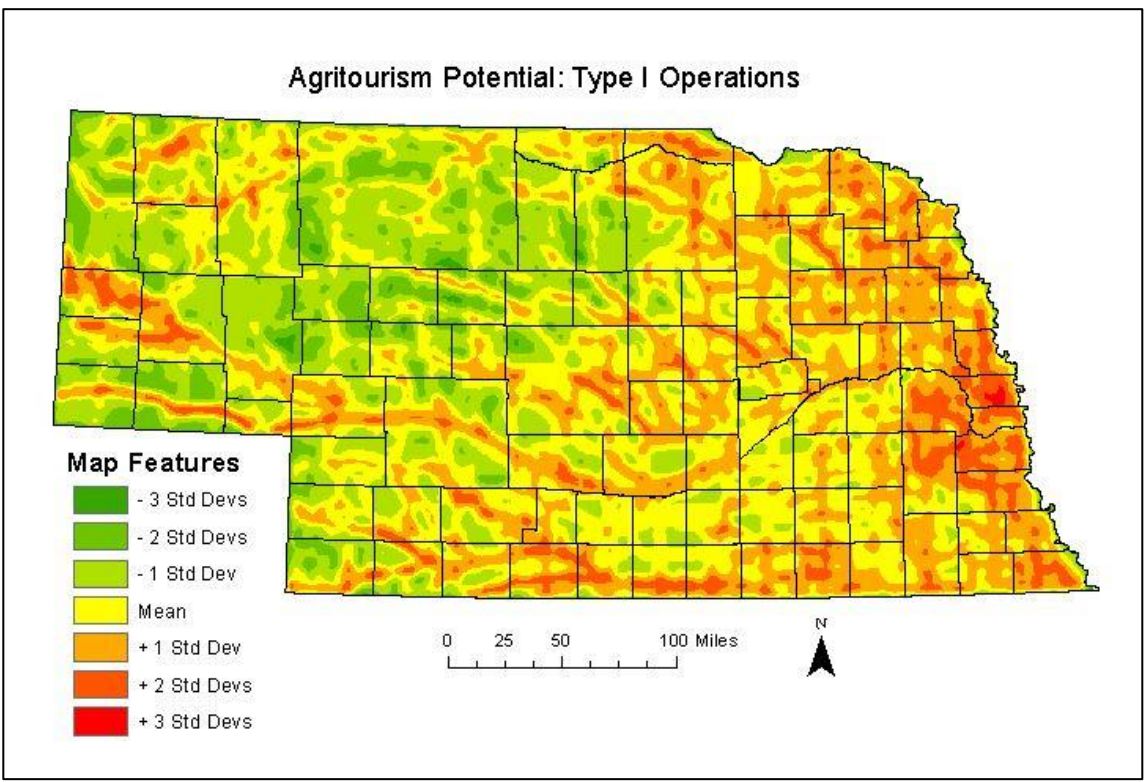 Agritourism Potential: Type I Operations
Map Features
- 3 Std Devs
- 2 Std Devs
- 1 Std Dev
Mean
+ 1 Std Dev
+ 2 Std Devs
+ 3 Std Devs
0 25 50 100 Miles
N